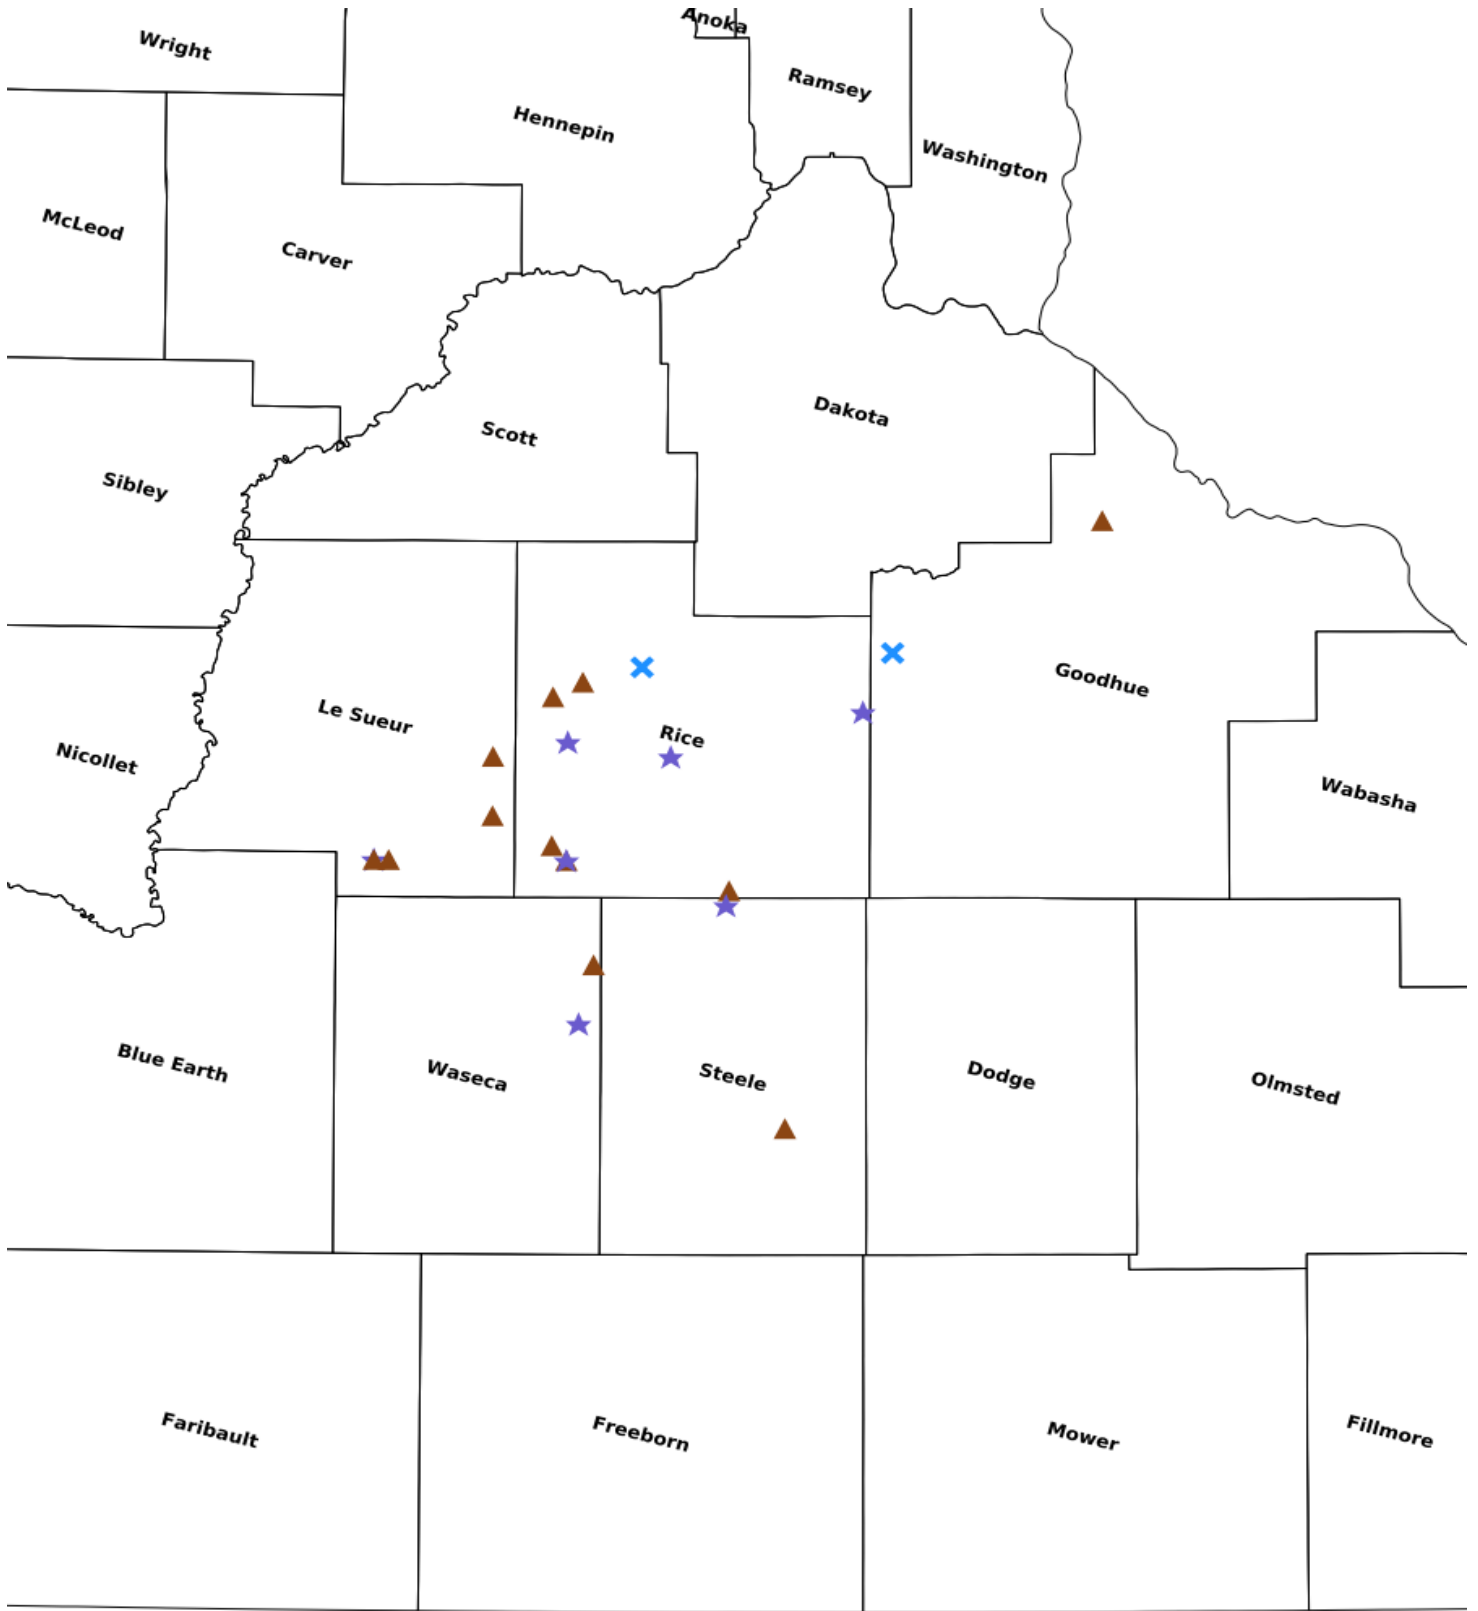 Anoka
Wright
Ramsey
Hennepin
Washington
McLeod
Carver
Dakota
Scott
Sibley
Goodhue
Le Sueur
Rice
Nicollet
Wabasha
Blue Earth
Waseca
Steele
Dodge
Olmsted
Faribault
Freeborn
Mower
Fillmore